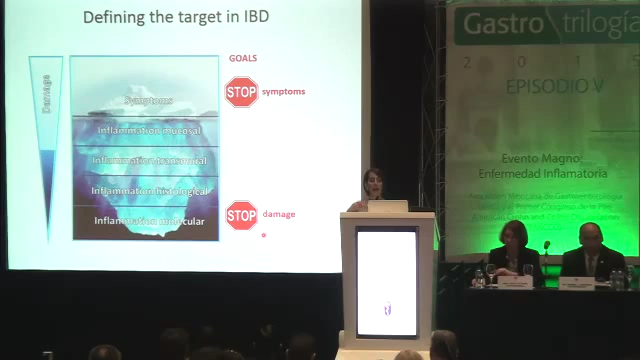 Defining the target in IBD
GOALS
Damage
Symptoms
STOP symptoms
Inflammation mucosal
Inflammation transmural
Inflammation histological
STOP damage
Inflammation molecular
Gastro trilogía
2 0 1 5
EPISODIO V
Evento Magno:
Enfermedad Inflamatoria